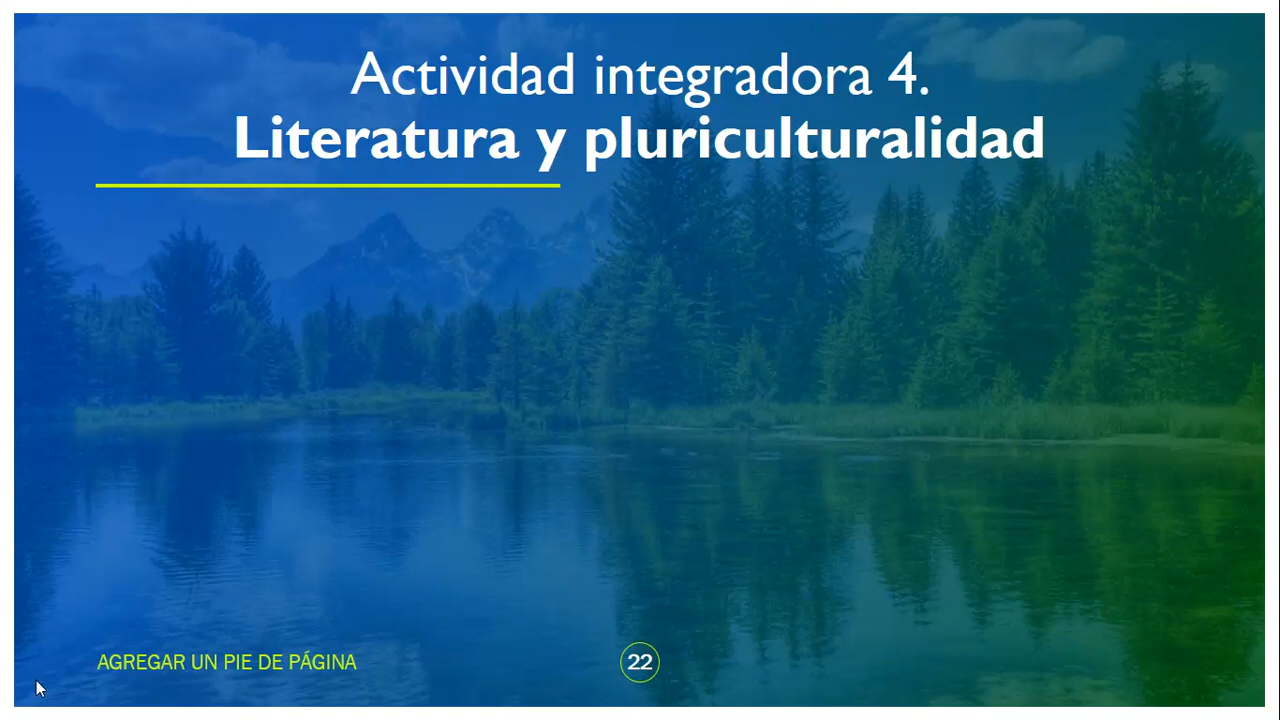 Actividad integradora 4.
Literatura y pluriculturalidad
AGREGAR UN PIE DE PÁGINA
22